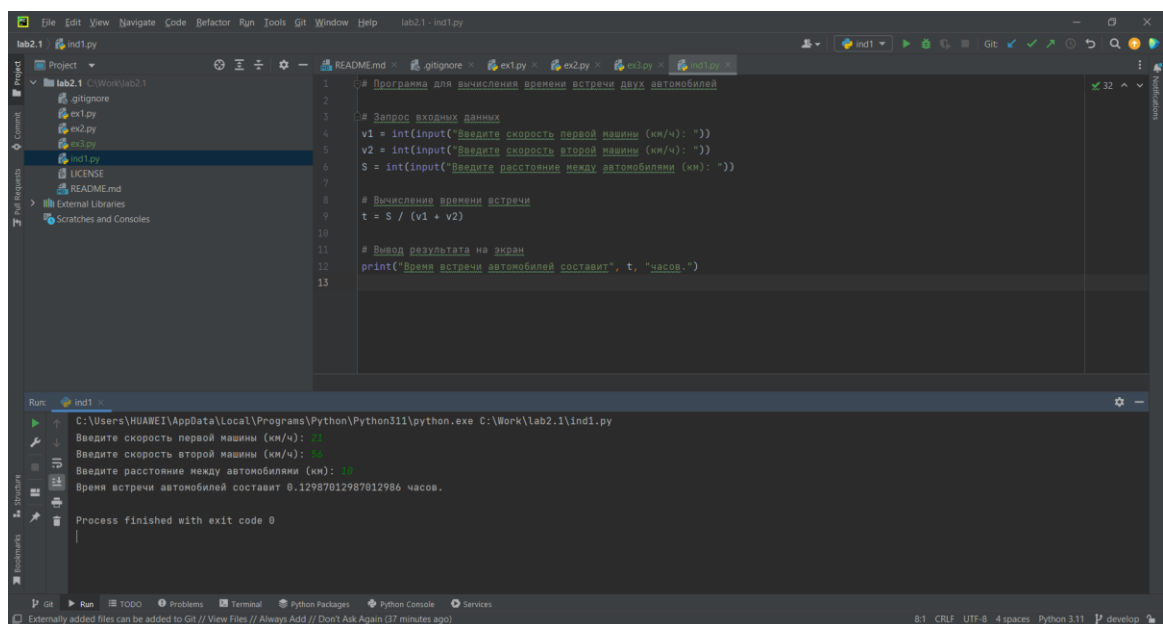 File Edit View Navigate Code Refactor Run Tools Git Window Help lab2.1 - ind1.py
lab2.1 ind1.py ind1 Git:
Project README.md .gitignore ex1.py ex2.py ex3.py ind1.py
lab2.1 C:\Work\lab2.1
.gitignore
ex1.py
ex2.py
ex3.py
ind1.py
LICENSE
README.md
External Libraries
Scratches and Consoles
1 # Программа для вычисления времени встречи двух автомобилей
2
3 # Запрос входных данных
4 v1 = int(input("Введите скорость первой машины (км/ч): "))
5 v2 = int(input("Введите скорость второй машины (км/ч): "))
6 S = int(input("Введите расстояние между автомобилями (км): "))
7
8 # Вычисление времени встречи
9 t = S / (v1 + v2)
10
11 # Вывод результата на экран
12 print("Время встречи автомобилей составит", t, "часов.")
13
32
Project
Commit
Pull Requests
Notifications
Run: ind1
C:\Users\HUAWEI\AppData\Local\Programs\Python\Python311\python.exe C:\Work\lab2.1\ind1.py
Введите скорость первой машины (км/ч): 21
Введите скорость второй машины (км/ч): 56
Введите расстояние между автомобилями (км): 10
Время встречи автомобилей составит 0.12987012987012986 часов.
Process finished with exit code 0
Structure
Bookmarks
Git Run TODO Problems Terminal Python Packages Python Console Services
Externally added files can be added to Git // View Files // Always Add // Don't Ask Again (37 minutes ago) 8:1 CRLF UTF-8 4 spaces Python 3.11 develop